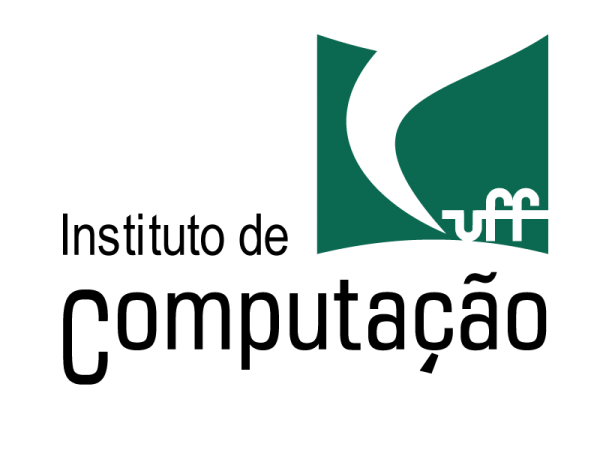 uff
Instituto de
Computação